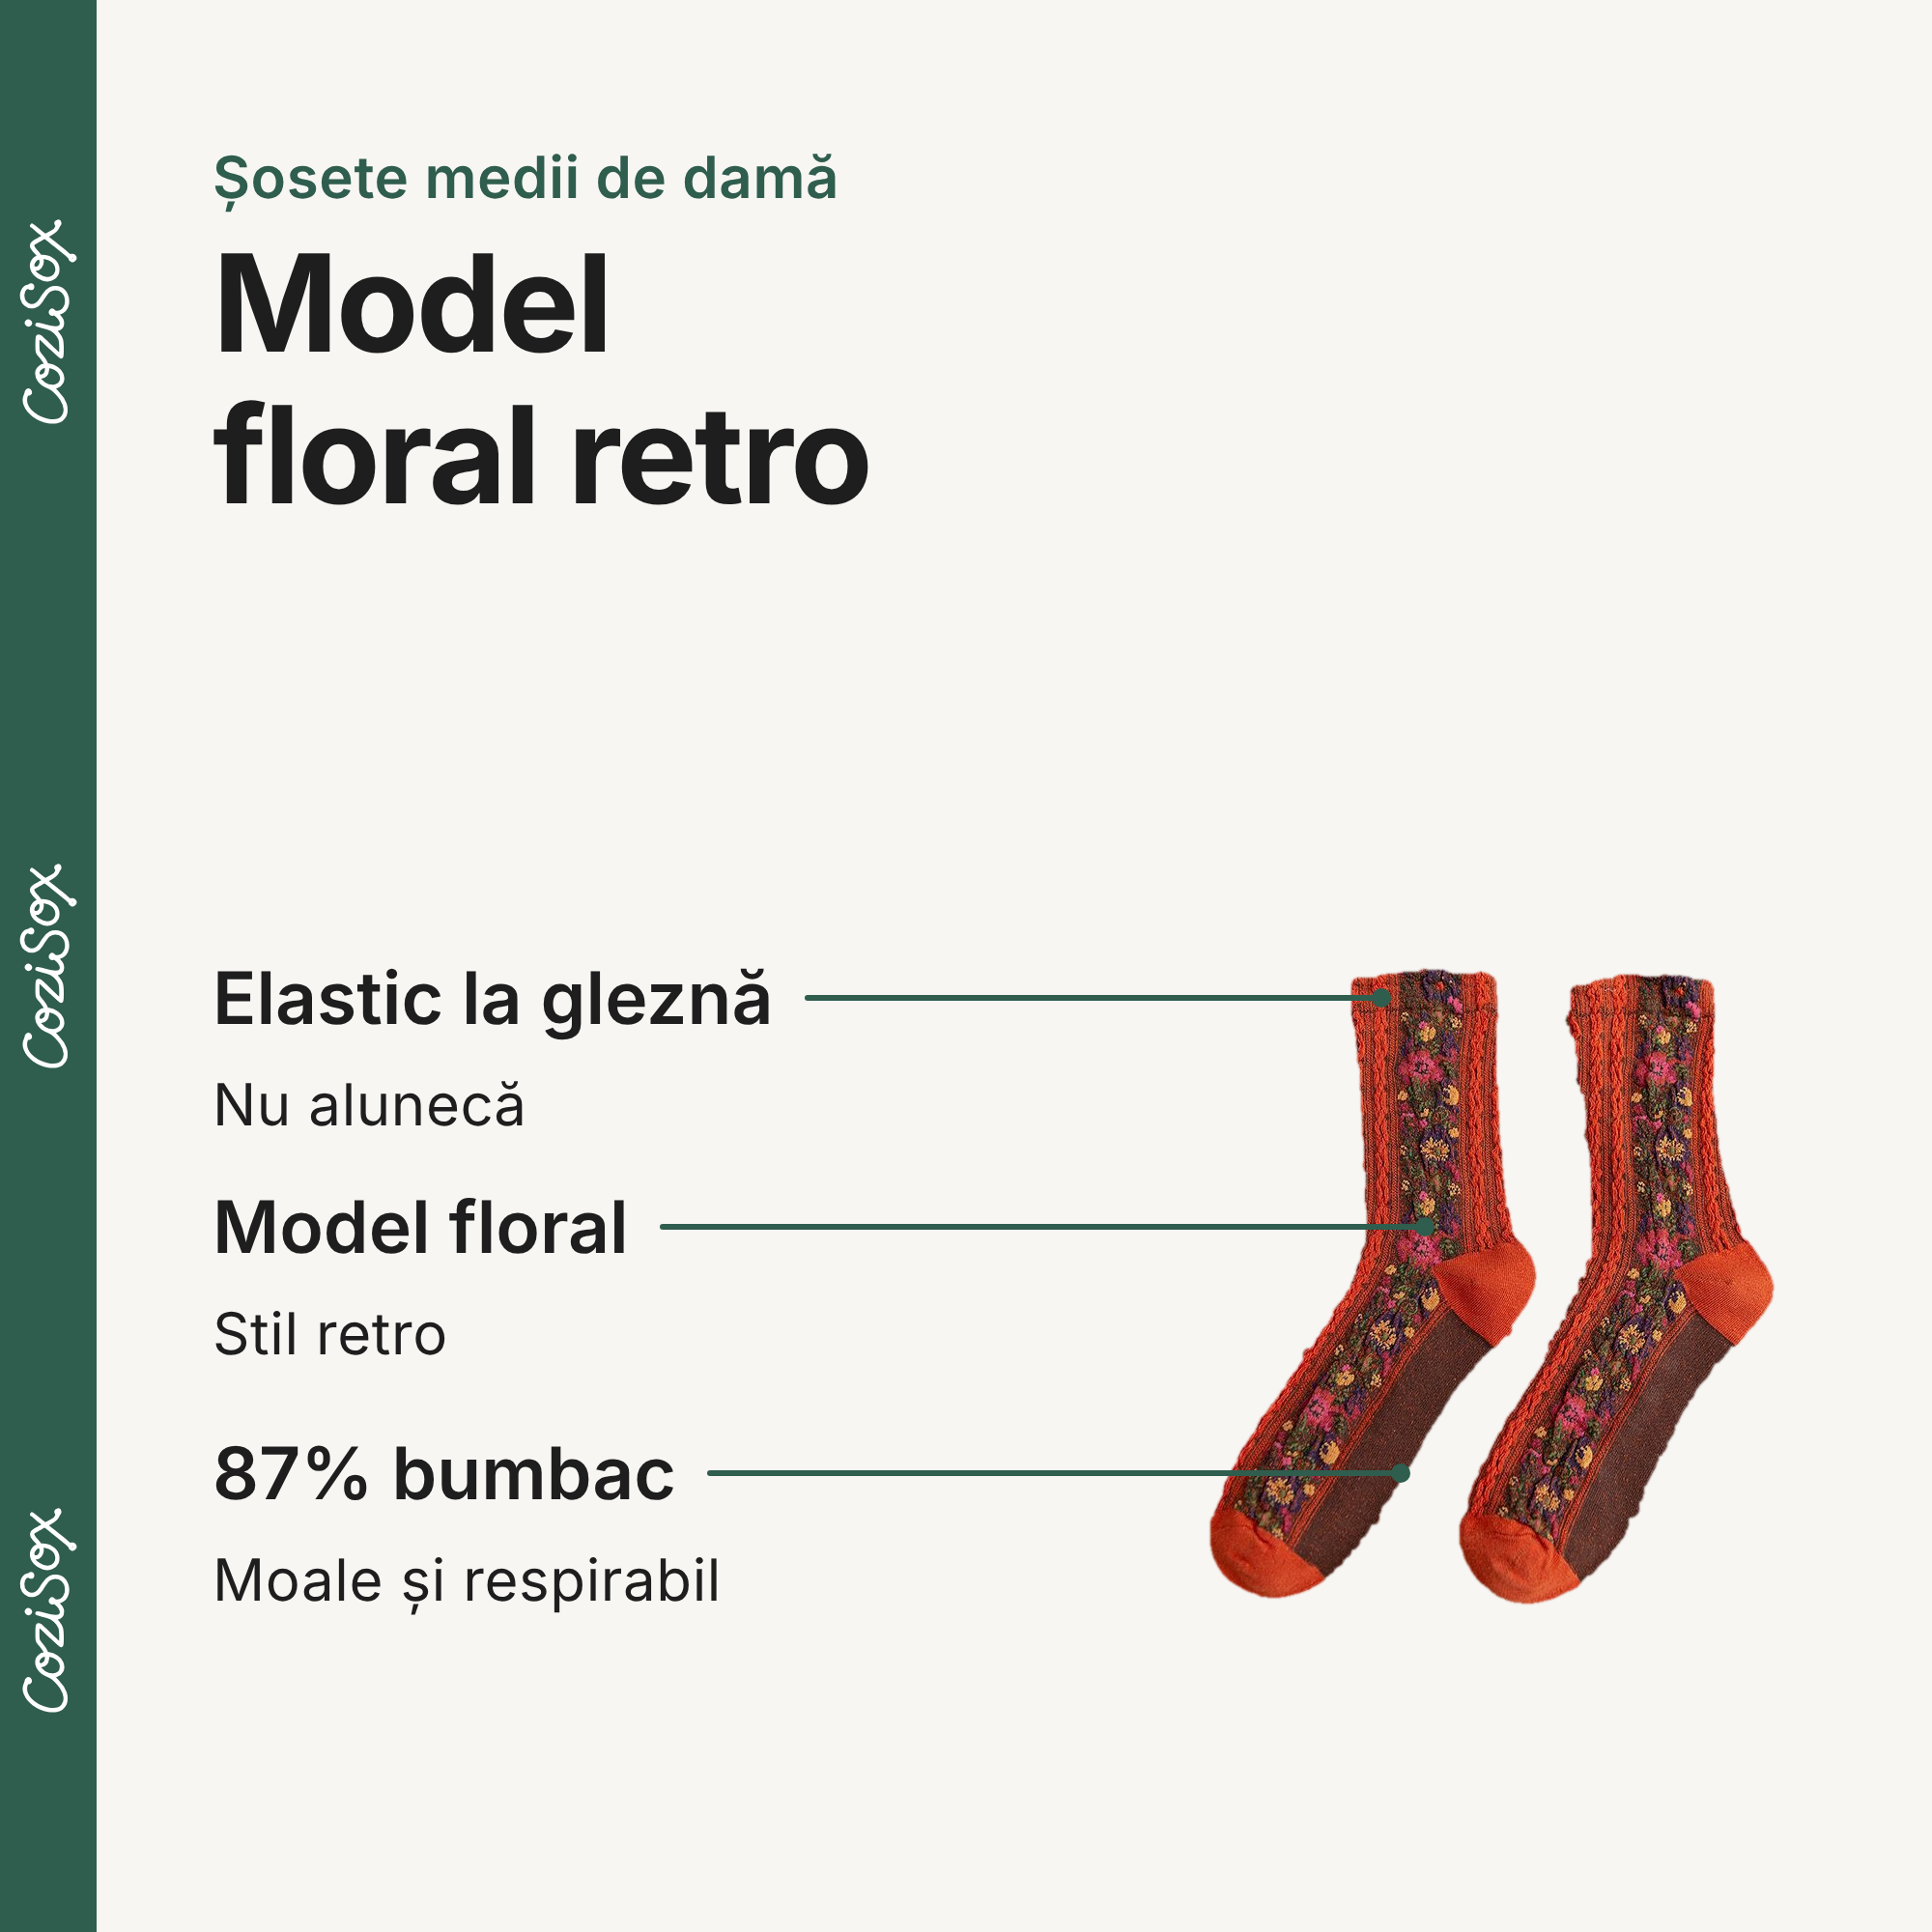 CoziSox
CoziSox
CoziSox
Șosete medii de damă
Model
floral retro
Elastic la gleznă
Nu alunecă
Model floral
Stil retro
87% bumbac
Moale și respirabil